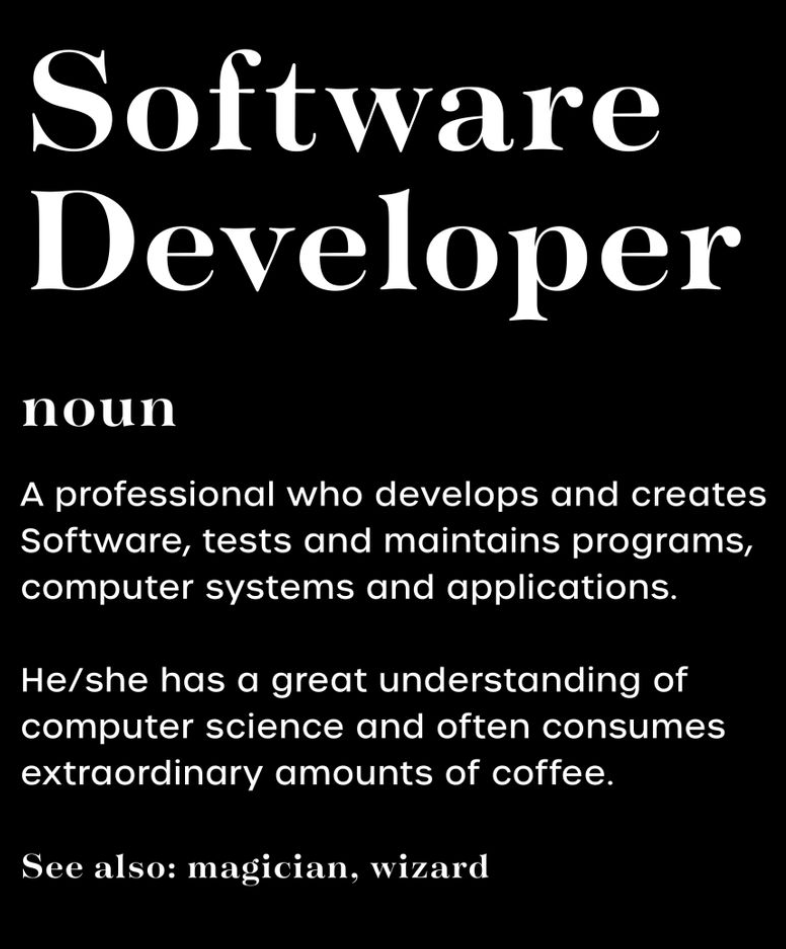 Software
Developer
noun
A professional who develops and creates
Software, tests and maintains programs,
computer systems and applications.
He/she has a great understanding of
computer science and often consumes
extraordinary amounts of coffee.
See also: magician, wizard